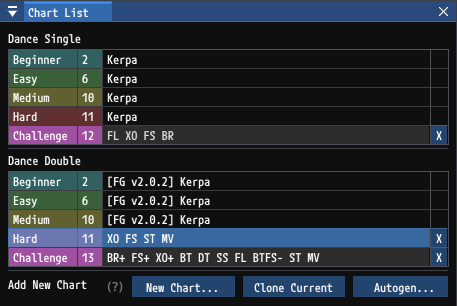 Chart List
Dance Single
Beginner 2 Kerpa
Easy 6 Kerpa
Medium 10 Kerpa
Hard 11 Kerpa
Challenge 12 FL XO FS BR X
Dance Double
Beginner 2 [FG v2.0.2] Kerpa
Easy 6 [FG v2.0.2] Kerpa
Medium 10 [FG v2.0.2] Kerpa
Hard 11 XO FS ST MV X
Challenge 13 BR+ FS+ XO+ BT DT SS FL BTFS- ST MV X
Add New Chart (?) New Chart... Clone Current Autogen...